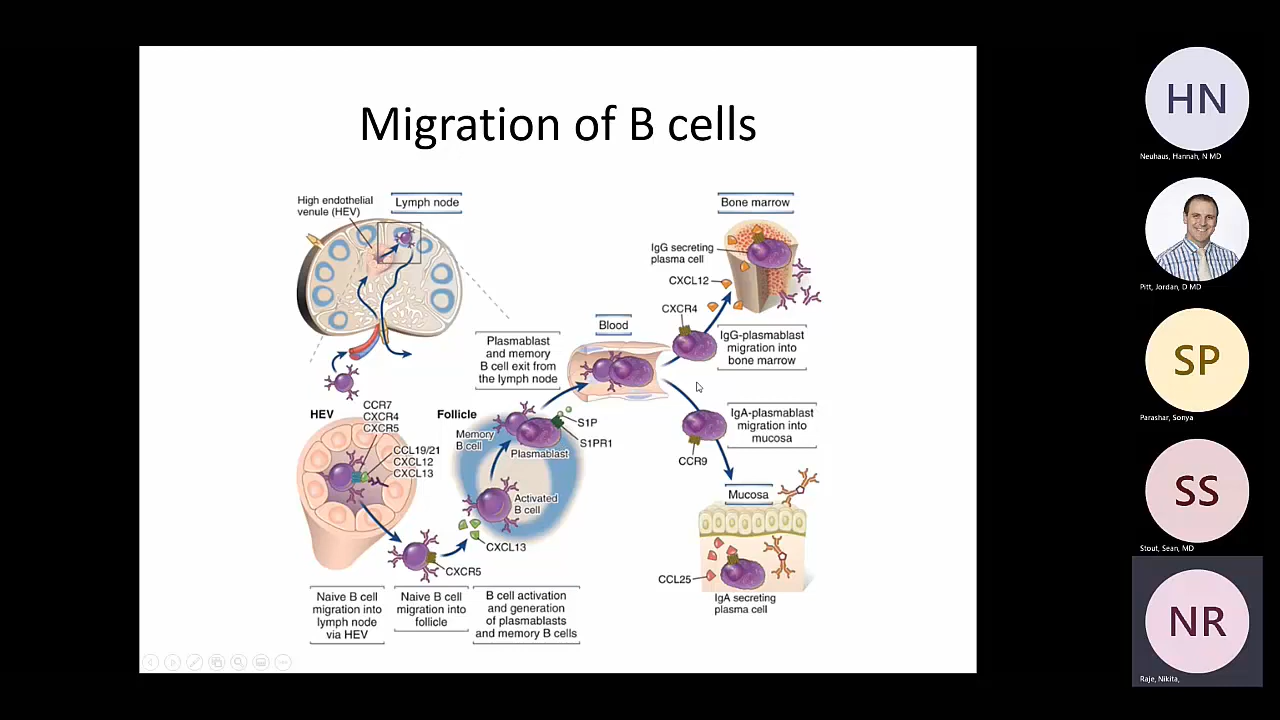 Migration of B cells
High endothelial
venule (HEV)
Lymph node
HEV
CCR7
CXCR4
CXCR5
CCL19/21
CXCL12
CXCL13
CXCR5
Naive B cell
migration into
lymph node
via HEV
Naive B cell
migration into
follicle
Follicle
Memory
B cell
Plasmablast
Activated
B cell
CXCL13
S1P
S1PR1
B cell activation
and generation
of plasmablasts
and memory B cells
Plasmablast
and memory
B cell exit from
the lymph node
Blood
Bone marrow
IgG secreting
plasma cell
CXCL12
CXCR4
IgG-plasmablast
migration into
bone marrow
IgA-plasmablast
migration into
mucosa
CCR9
Mucosa
CCL25
IgA secreting
plasma cell
HN
Neuhaus, Hannah, N MD
Pitt, Jordan, D MD
SP
Parashar, Sonya
SS
Stout, Sean, MD
NR
Raje, Nikita,